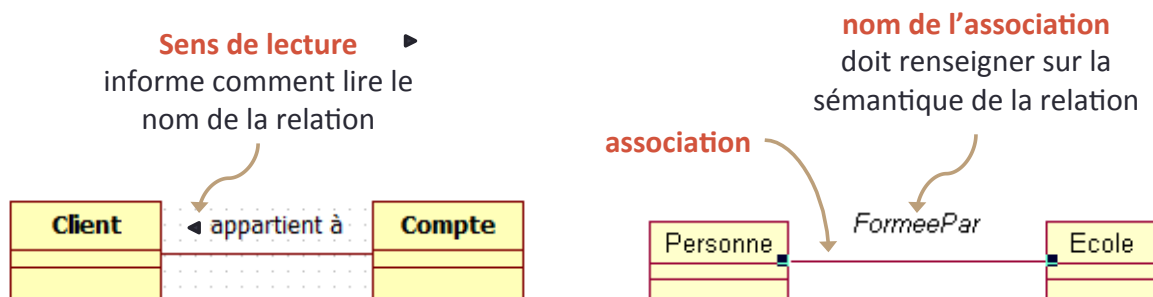 Sens de lecture ►
informe comment lire le
nom de la relation
Client
◄ appartient à
Compte
nom de l’association
doit renseigner sur la
sémantique de la relation
association
FormeePar
Personne
Ecole